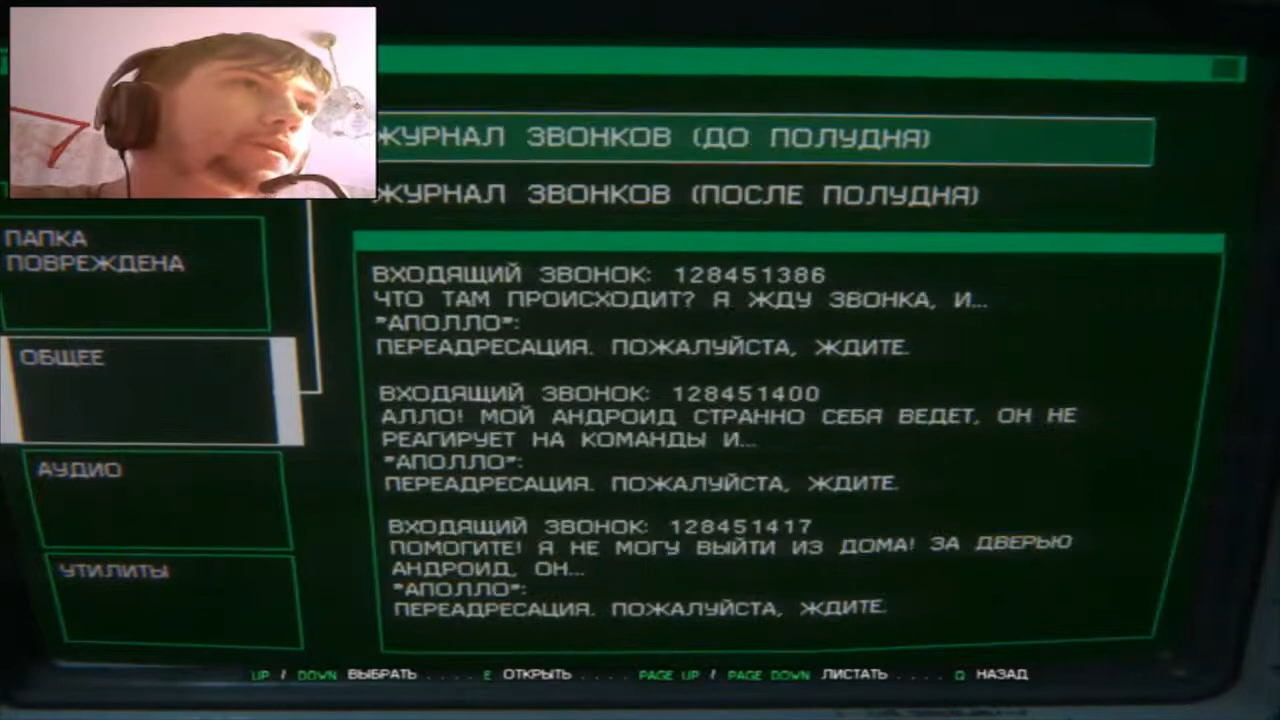 ЖУРНАЛ ЗВОНКОВ (ДО ПОЛУДНЯ)
ЖУРНАЛ ЗВОНКОВ (ПОСЛЕ ПОЛУДНЯ)
ПАПКА
ПОВРЕЖДЕНА
ОБЩЕЕ
АУДИО
УТИЛИТЫ
ВХОДЯЩИЙ ЗВОНОК: 128451386
ЧТО ТАМ ПРОИСХОДИТ? Я ЖДУ ЗВОНКА, И...
"АПОЛЛО":
ПЕРЕАДРЕСАЦИЯ. ПОЖАЛУЙСТА, ЖДИТЕ.
ВХОДЯЩИЙ ЗВОНОК: 128451400
АЛЛО! МОЙ АНДРОИД СТРАННО СЕБЯ ВЕДЕТ, ОН НЕ
РЕАГИРУЕТ НА КОМАНДЫ И...
"АПОЛЛО":
ПЕРЕАДРЕСАЦИЯ. ПОЖАЛУЙСТА, ЖДИТЕ.
ВХОДЯЩИЙ ЗВОНОК: 128451417
ПОМОГИТЕ! Я НЕ МОГУ ВЫЙТИ ИЗ ДОМА! ЗА ДВЕРЬЮ
АНДРОИД, ОН...
"АПОЛЛО":
ПЕРЕАДРЕСАЦИЯ. ПОЖАЛУЙСТА, ЖДИТЕ.
UP / DOWN ВЫБРАТЬ .... E ОТКРЫТЬ .... PAGE UP / PAGE DOWN ЛИСТАТЬ .... Q НАЗАД